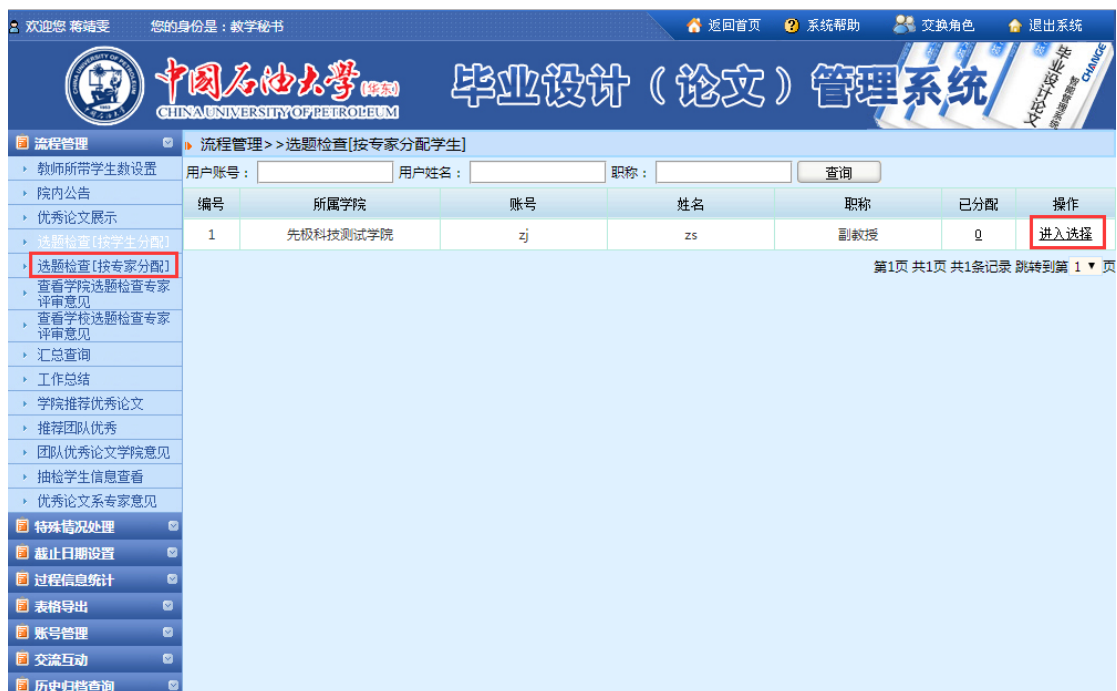 欢迎您 蒋靖雯 您的身份是：教学秘书 返回首页 系统帮助 交换角色 退出系统
中国石油大学(华东)
CHINA UNIVERSITY OF PETROLEUM
毕业设计（论文）管理系统
毕业设计论文
智能管理系统
CHANGE
流程管理
流程管理>>选题检查[按专家分配学生]
教师所带学生数设置
用户账号： 用户姓名： 职称： 查询
院内公告
编号 所属学院 账号 姓名 职称 已分配 操作
优秀论文展示
选题检查[按学生分配]
1 先极科技测试学院 zj zs 副教授 0 进入选择
选题检查[按专家分配]
第1页 共1页 共1条记录 跳转到第 1 页
查看学院选题检查专家
评审意见
查看学校选题检查专家
评审意见
汇总查询
工作总结
学院推荐优秀论文
推荐团队优秀
团队优秀论文学院意见
抽检学生信息查看
优秀论文系专家意见
特殊情况处理
截止日期设置
过程信息统计
表格导出
账号管理
交流互动
历史归档查询